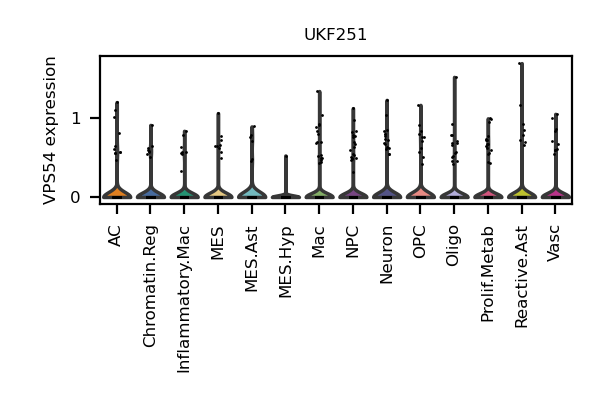 UKF251
VPS54 expression
1
0
AC
Chromatin.Reg
Inflammatory.Mac
MES
MES.Ast
MES.Hyp
Mac
NPC
Neuron
OPC
Oligo
Prolif.Metab
Reactive.Ast
Vasc